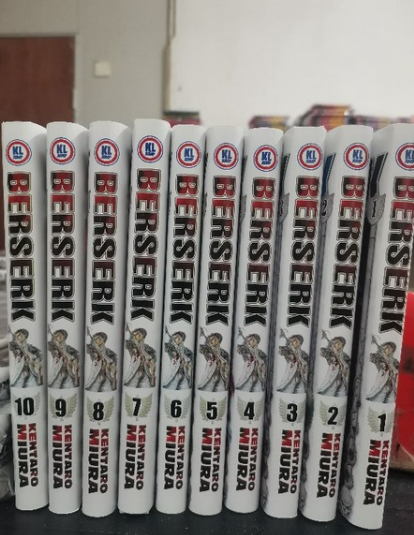 KL
BERSERK
10
KENTARO
MIURA
KL
BERSERK
9
KENTARO
MIURA
KL
BERSERK
8
KENTARO
MIURA
KL
BERSERK
7
KENTARO
MIURA
KL
BERSERK
6
KENTARO
MIURA
KL
BERSERK
5
KENTARO
MIURA
KL
BERSERK
4
KENTARO
MIURA
KL
BERSERK
3
KENTARO
MIURA
KL
BERSERK
2
KENTARO
MIURA
KL
BERSERK
1
KENTARO
MIURA